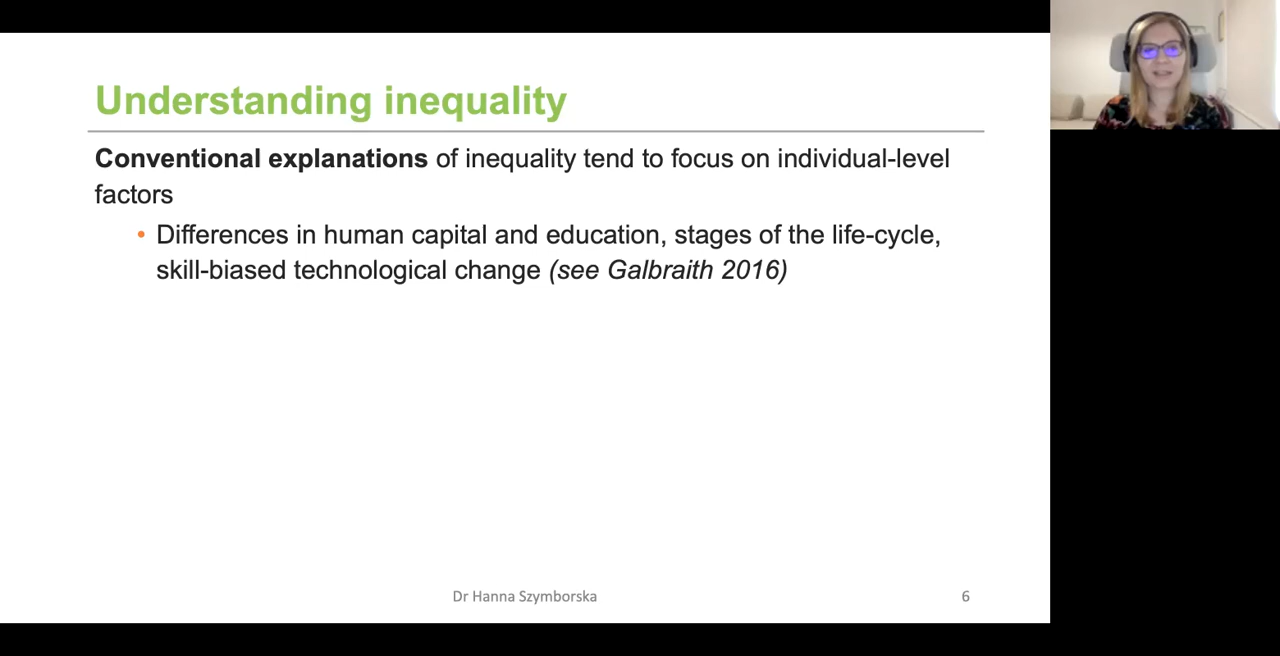 Understanding inequality
Conventional explanations of inequality tend to focus on individual-level
factors
• Differences in human capital and education, stages of the life-cycle,
skill-biased technological change (see Galbraith 2016)
Dr Hanna Szymborska
6